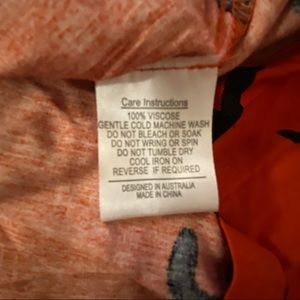 Care Instructions
100% VISCOSE
GENTLE COLD MACHINE WASH
DO NOT BLEACH OR SOAK
DO NOT WRING OR SPIN
DO NOT TUMBLE DRY
COOL IRON ON
REVERSE IF REQUIRED
DESIGNED IN AUSTRALIA
MADE IN CHINA